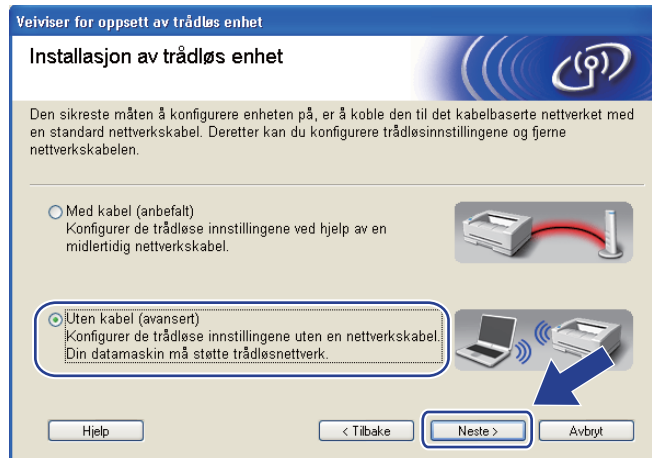 Veiviser for oppsett av trådløs enhet
Installasjon av trådløs enhet
Den sikreste måten å konfigurere enheten på, er å koble den til det kabelbaserte nettverket med
en standard nettverkskabel. Deretter kan du konfigurere trådløsinnstillingene og fjerne
nettverkskabelen.
Med kabel (anbefalt)
Konfigurer de trådløse innstillingene ved hjelp av en
midlertidig nettverkskabel.
Uten kabel (avansert)
Konfigurer de trådløse innstillingene uten en nettverkskabel.
Din datamaskin må støtte trådløsnettverk.
Hjelp
< Tilbake
Neste >
Avbryt